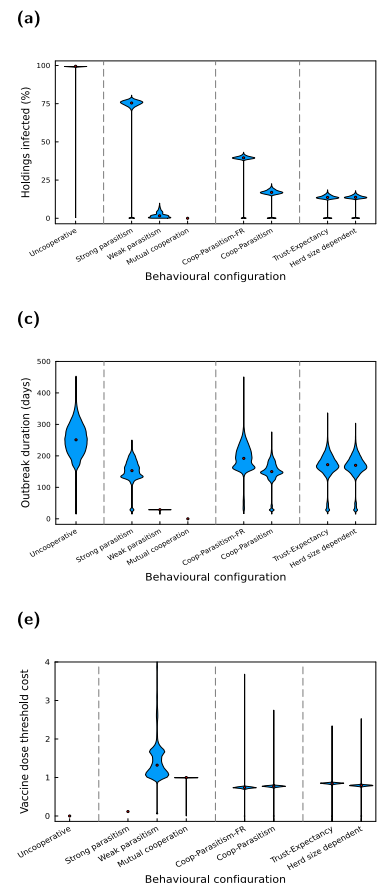 (a)
Holdings infected (%)
100
75
50
25
0
Uncooperative
Strong parasitism
Weak parasitism
Mutual cooperation
Coop-Parasitism-FR
Coop-Parasitism
Trust-Expectancy
Herd size dependent
Behavioural configuration
(c)
Outbreak duration (days)
500
400
300
200
100
0
Uncooperative
Strong parasitism
Weak parasitism
Mutual cooperation
Coop-Parasitism-FR
Coop-Parasitism
Trust-Expectancy
Herd size dependent
Behavioural configuration
(e)
Vaccine dose threshold cost
4
3
2
1
0
Uncooperative
Strong parasitism
Weak parasitism
Mutual cooperation
Coop-Parasitism-FR
Coop-Parasitism
Trust-Expectancy
Herd size dependent
Behavioural configuration